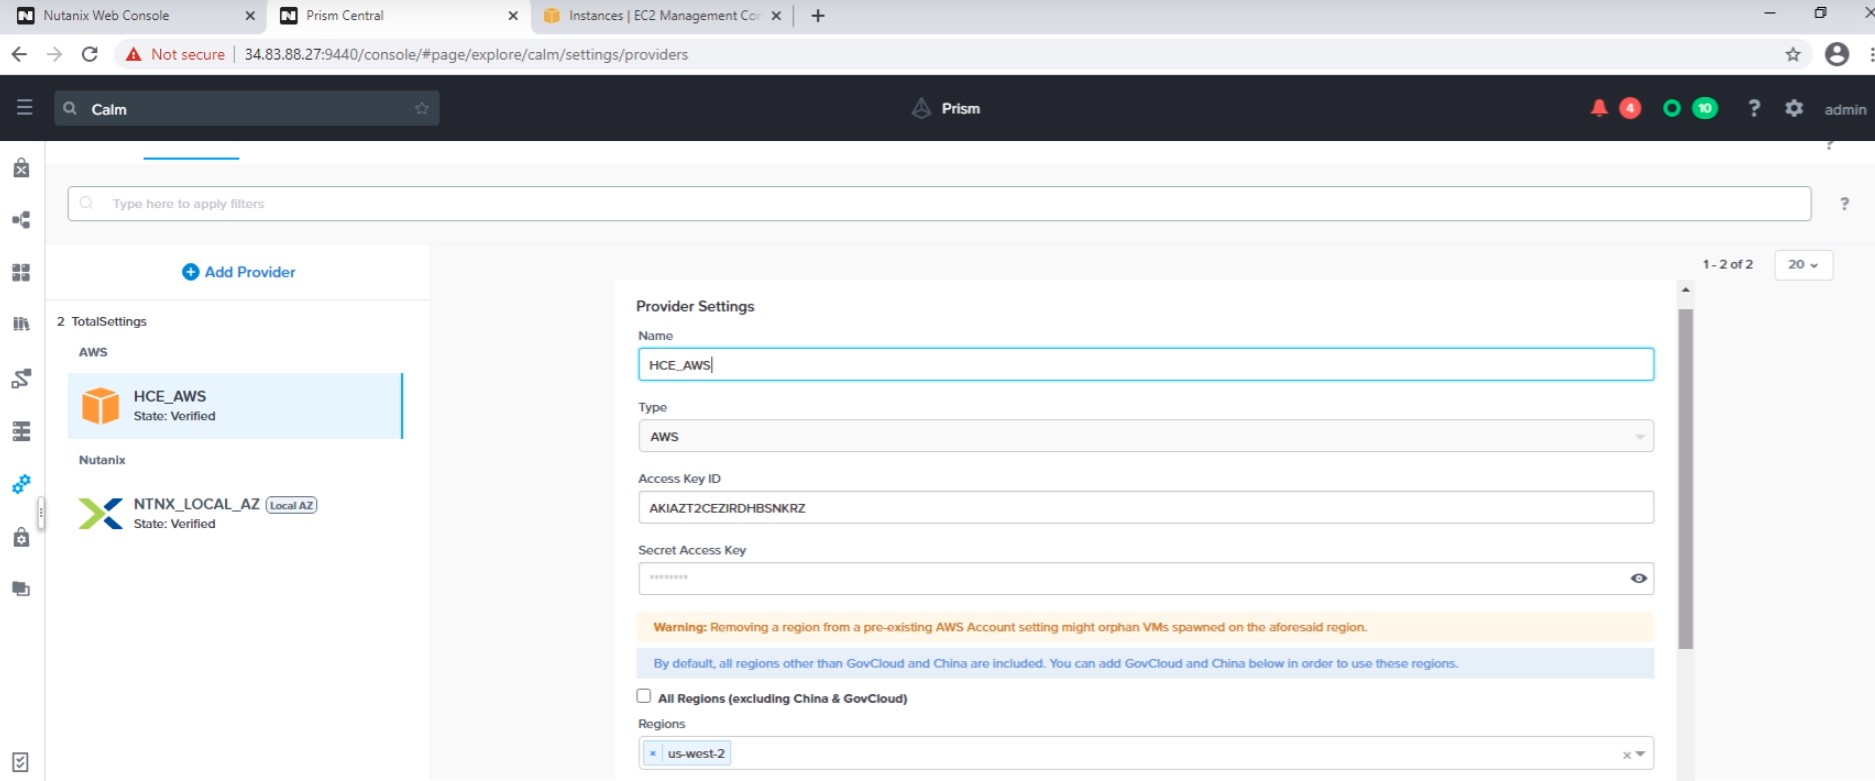 Nutanix Web Console
Prism Central
Instances | EC2 Management Cor
Not secure
34.83.88.27:9440/console/#page/explore/calm/settings/providers
Calm
Prism
4
10
?
admin
?
Type here to apply filters
?
Add Provider
1 - 2 of 2
20
2 TotalSettings
AWS
HCE_AWS
State: Verified
Nutanix
NTNX_LOCAL_AZ Local AZ
State: Verified
Provider Settings
Name
HCE_AWS
Type
AWS
Access Key ID
AKIAZT2CEZIRDHBSNKRZ
Secret Access Key
********
Warning: Removing a region from a pre-existing AWS Account setting might orphan VMs spawned on the aforesaid region.
By default, all regions other than GovCloud and China are included. You can add GovCloud and China below in order to use these regions.
All Regions (excluding China & GovCloud)
Regions
× us-west-2